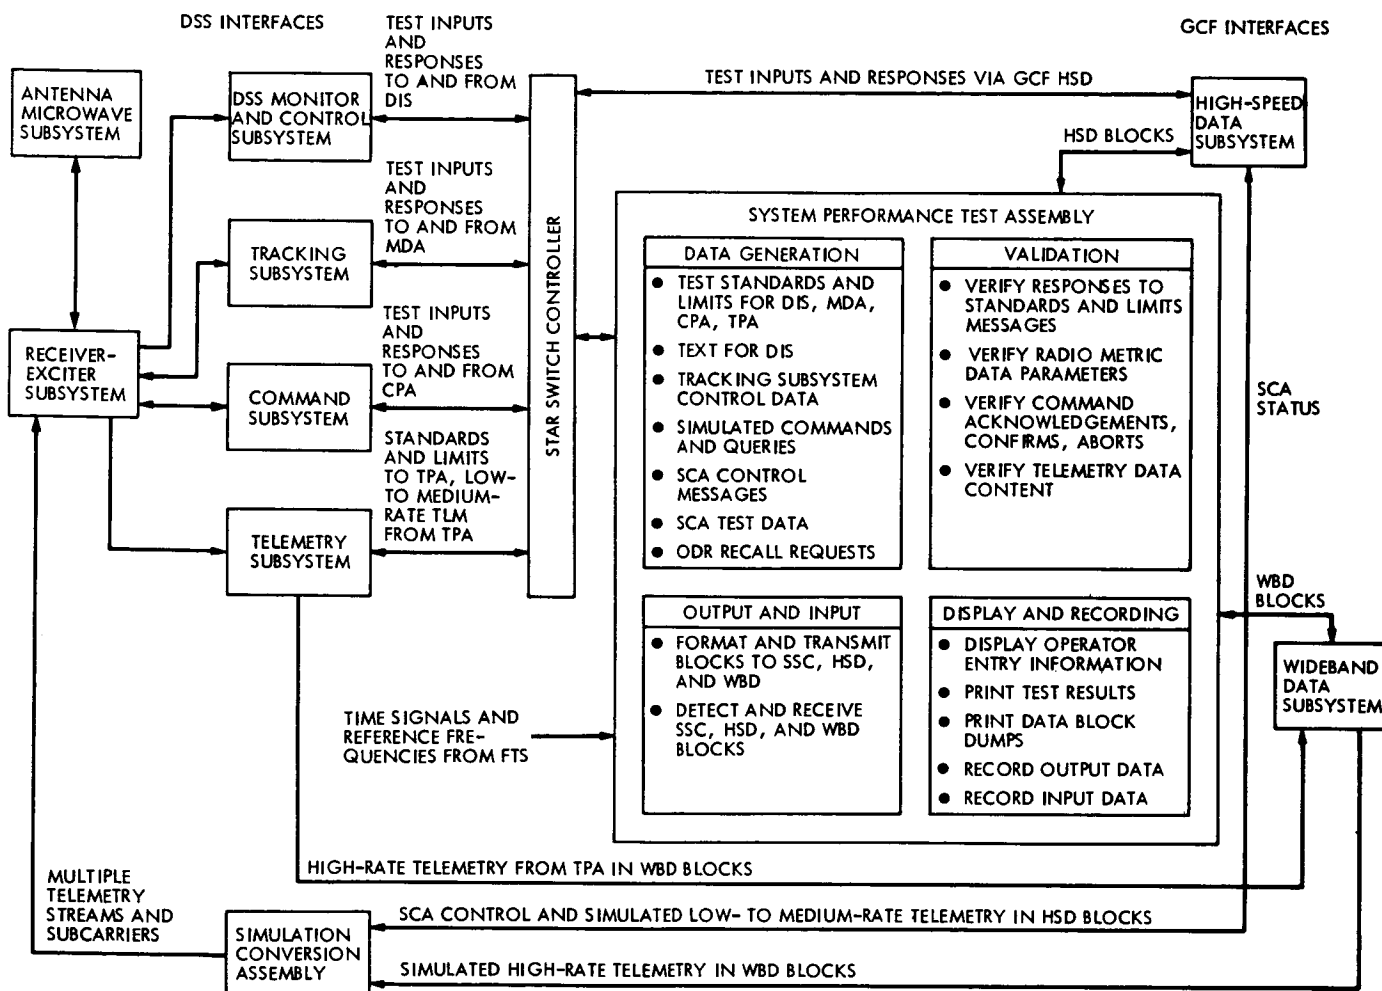 DSS INTERFACES
GCF INTERFACES
ANTENNA
MICROWAVE
SUBSYSTEM
DSS MONITOR
AND CONTROL
SUBSYSTEM
TEST INPUTS
AND
RESPONSES
TO AND FROM
DIS
TRACKING
SUBSYSTEM
TEST INPUTS
AND
RESPONSES
TO AND FROM
MDA
RECEIVER-
EXCITER
SUBSYSTEM
COMMAND
SUBSYSTEM
TEST INPUTS
AND
RESPONSES
TO AND FROM
CPA
TELEMETRY
SUBSYSTEM
STANDARDS
AND LIMITS
TO TPA, LOW-
TO MEDIUM-
RATE TLM
FROM TPA
STAR SWITCH CONTROLLER
TEST INPUTS AND RESPONSES VIA GCF HSD
HSD BLOCKS
HIGH-SPEED
DATA
SUBSYSTEM
SYSTEM PERFORMANCE TEST ASSEMBLY
DATA GENERATION
● TEST STANDARDS AND
LIMITS FOR DIS, MDA,
CPA, TPA
● TEXT FOR DIS
● TRACKING SUBSYSTEM
CONTROL DATA
● SIMULATED COMMANDS
AND QUERIES
● SCA CONTROL
MESSAGES
● SCA TEST DATA
● ODR RECALL REQUESTS
VALIDATION
● VERIFY RESPONSES TO
STANDARDS AND LIMITS
MESSAGES
● VERIFY RADIO METRIC
DATA PARAMETERS
● VERIFY COMMAND
ACKNOWLEDGEMENTS,
CONFIRMS, ABORTS
● VERIFY TELEMETRY DATA
CONTENT
OUTPUT AND INPUT
● FORMAT AND TRANSMIT
BLOCKS TO SSC, HSD,
AND WBD
● DETECT AND RECEIVE
SSC, HSD, AND WBD
BLOCKS
DISPLAY AND RECORDING
● DISPLAY OPERATOR
ENTRY INFORMATION
● PRINT TEST RESULTS
● PRINT DATA BLOCK
DUMPS
● RECORD OUTPUT DATA
● RECORD INPUT DATA
SCA
STATUS
WBD
BLOCKS
WIDEBAND
DATA
SUBSYSTEM
TIME SIGNALS AND
REFERENCE FRE-
QUENCIES FROM FTS
HIGH-RATE TELEMETRY FROM TPA IN WBD BLOCKS
MULTIPLE
TELEMETRY
STREAMS AND
SUBCARRIERS
SCA CONTROL AND SIMULATED LOW- TO MEDIUM-RATE TELEMETRY IN HSD BLOCKS
SIMULATION
CONVERSION
ASSEMBLY
SIMULATED HIGH-RATE TELEMETRY IN WBD BLOCKS